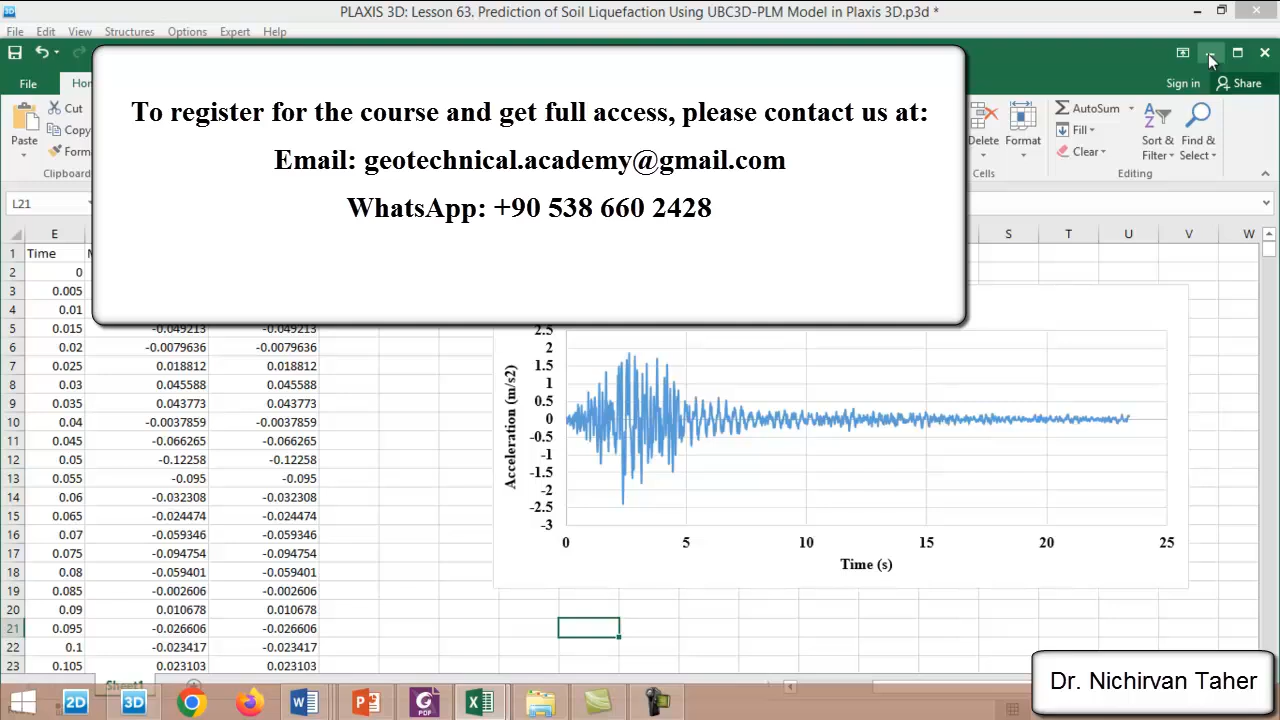 PLAXIS 3D: Lesson 63. Prediction of Soil Liquefaction Using UBC3D-PLM Model in Plaxis 3D.p3d *
File Edit View Structures Options Expert Help
File Hom Sign in Share
Paste Cut Copy Form Clipboard
Delete Format Cells
AutoSum Fill Clear Sort & Filter Find & Select Editing
To register for the course and get full access, please contact us at:
Email: geotechnical.academy@gmail.com
WhatsApp: +90 538 660 2428
L21
E S T U V W
1 Time
2 0
3 0.005
4 0.01
5 0.015 -0.049213 -0.049213
6 0.02 -0.0079636 -0.0079636
7 0.025 0.018812 0.018812
8 0.03 0.045588 0.045588
9 0.035 0.043773 0.043773
10 0.04 -0.0037859 -0.0037859
11 0.045 -0.066265 -0.066265
12 0.05 -0.12258 -0.12258
13 0.055 -0.095 -0.095
14 0.06 -0.032308 -0.032308
15 0.065 -0.024474 -0.024474
16 0.07 -0.059346 -0.059346
17 0.075 -0.094754 -0.094754
18 0.08 -0.059401 -0.059401
19 0.085 -0.002606 -0.002606
20 0.09 0.010678 0.010678
21 0.095 -0.026606 -0.026606
22 0.1 -0.023417 -0.023417
23 0.105 0.023103 0.023103
2.5
2
1.5
1
0.5
0
-0.5
-1
-1.5
-2
-2.5
-3
Acceleration (m/s2)
0 5 10 15 20 25
Time (s)
Sheet1
Dr. Nichirvan Taher
2D 3D W P PDF X